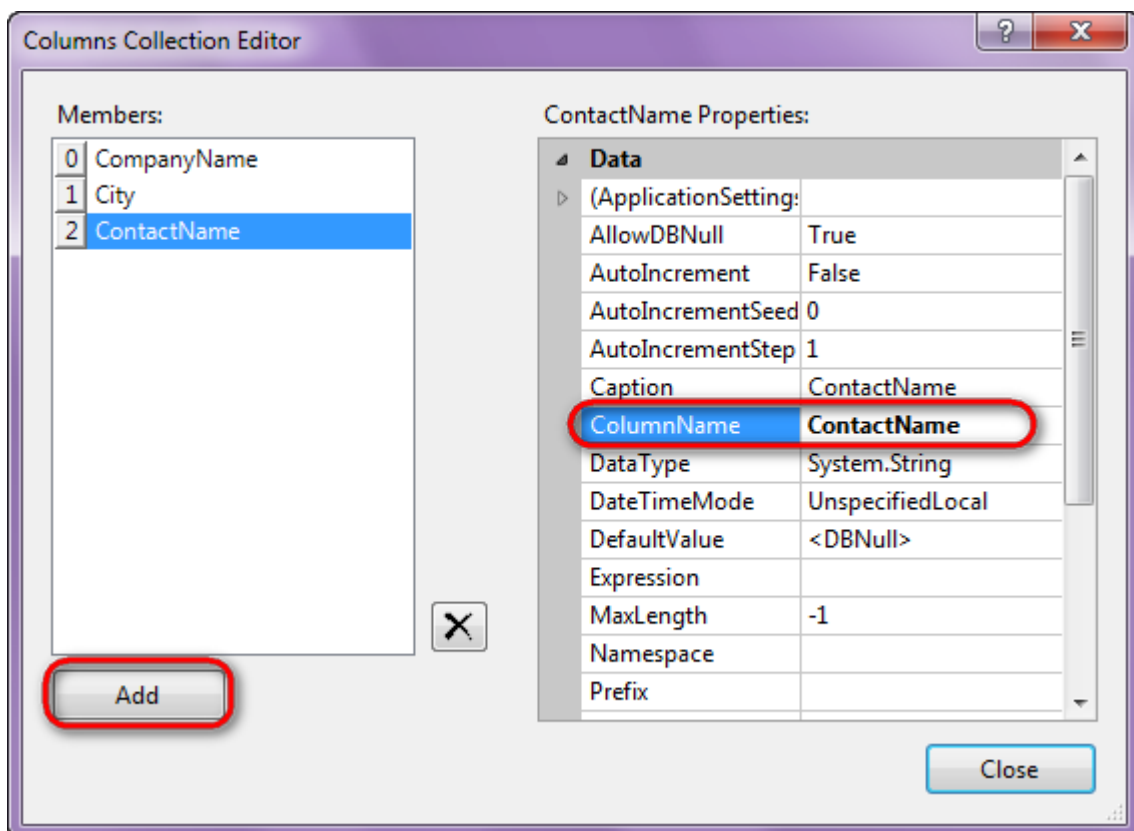 Columns Collection Editor
?
Members:
0 CompanyName
1 City
2 ContactName
Add
ContactName Properties:
Data
(ApplicationSettings
AllowDBNull True
AutoIncrement False
AutoIncrementSeed 0
AutoIncrementStep 1
Caption ContactName
ColumnName ContactName
DataType System.String
DateTimeMode UnspecifiedLocal
DefaultValue <DBNull>
Expression
MaxLength -1
Namespace
Prefix
Close